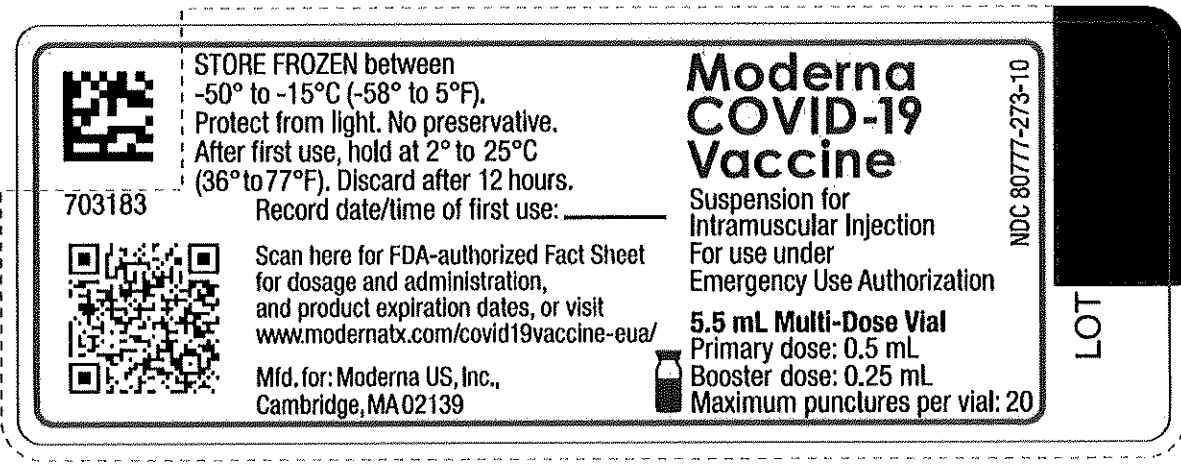 STORE FROZEN between
-50° to -15°C (-58° to 5°F).
Protect from light. No preservative.
After first use, hold at 2° to 25°C
(36° to 77°F). Discard after 12 hours.
703183
Record date/time of first use: ________
Scan here for FDA-authorized Fact Sheet
for dosage and administration,
and product expiration dates, or visit
www.modernatx.com/covid19vaccine-eua/
Mfd. for: Moderna US, Inc.,
Cambridge, MA 02139
Moderna
COVID-19
Vaccine
Suspension for
Intramuscular Injection
For use under
Emergency Use Authorization
5.5 mL Multi-Dose Vial
Primary dose: 0.5 mL
Booster dose: 0.25 mL
Maximum punctures per vial: 20
NDC 80777-273-10
LOT